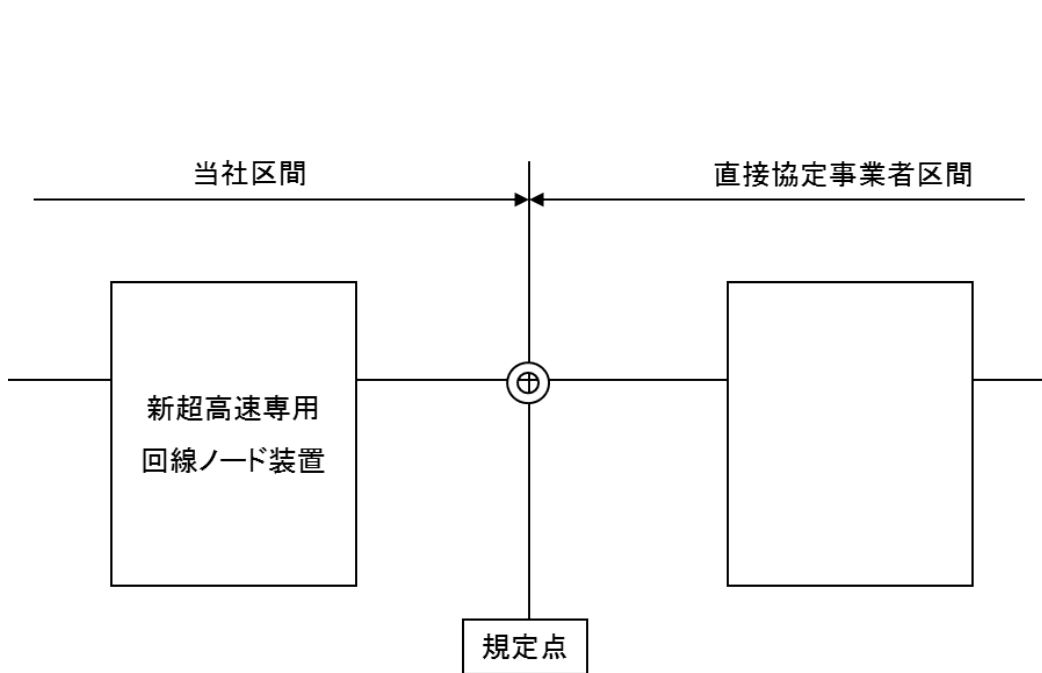 当社区間
直接協定事業者区間
新超高速専用
回線ノード装置
規定点